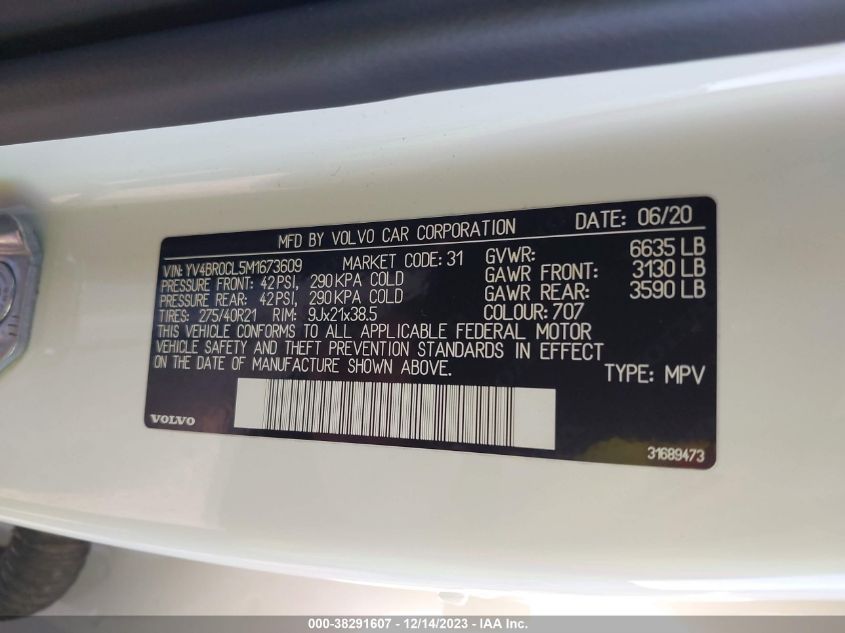 MFD BY VOLVO CAR CORPORATION DATE: 06/20
VIN: YV4BR0CL5M1673609 MARKET CODE: 31
PRESSURE FRONT: 42 PSI, 290 KPA COLD
PRESSURE REAR: 42 PSI, 290 KPA COLD
TIRES: 275/40R21 RIM: 9Jx21x38.5
GVWR: 6635 LB
GAWR FRONT: 3130 LB
GAWR REAR: 3590 LB
COLOUR: 707
THIS VEHICLE CONFORMS TO ALL APPLICABLE FEDERAL MOTOR
VEHICLE SAFETY AND THEFT PREVENTION STANDARDS IN EFFECT
ON THE DATE OF MANUFACTURE SHOWN ABOVE.
TYPE: MPV
VOLVO
31689473
000-38291607 - 12/14/2023 - IAA Inc.